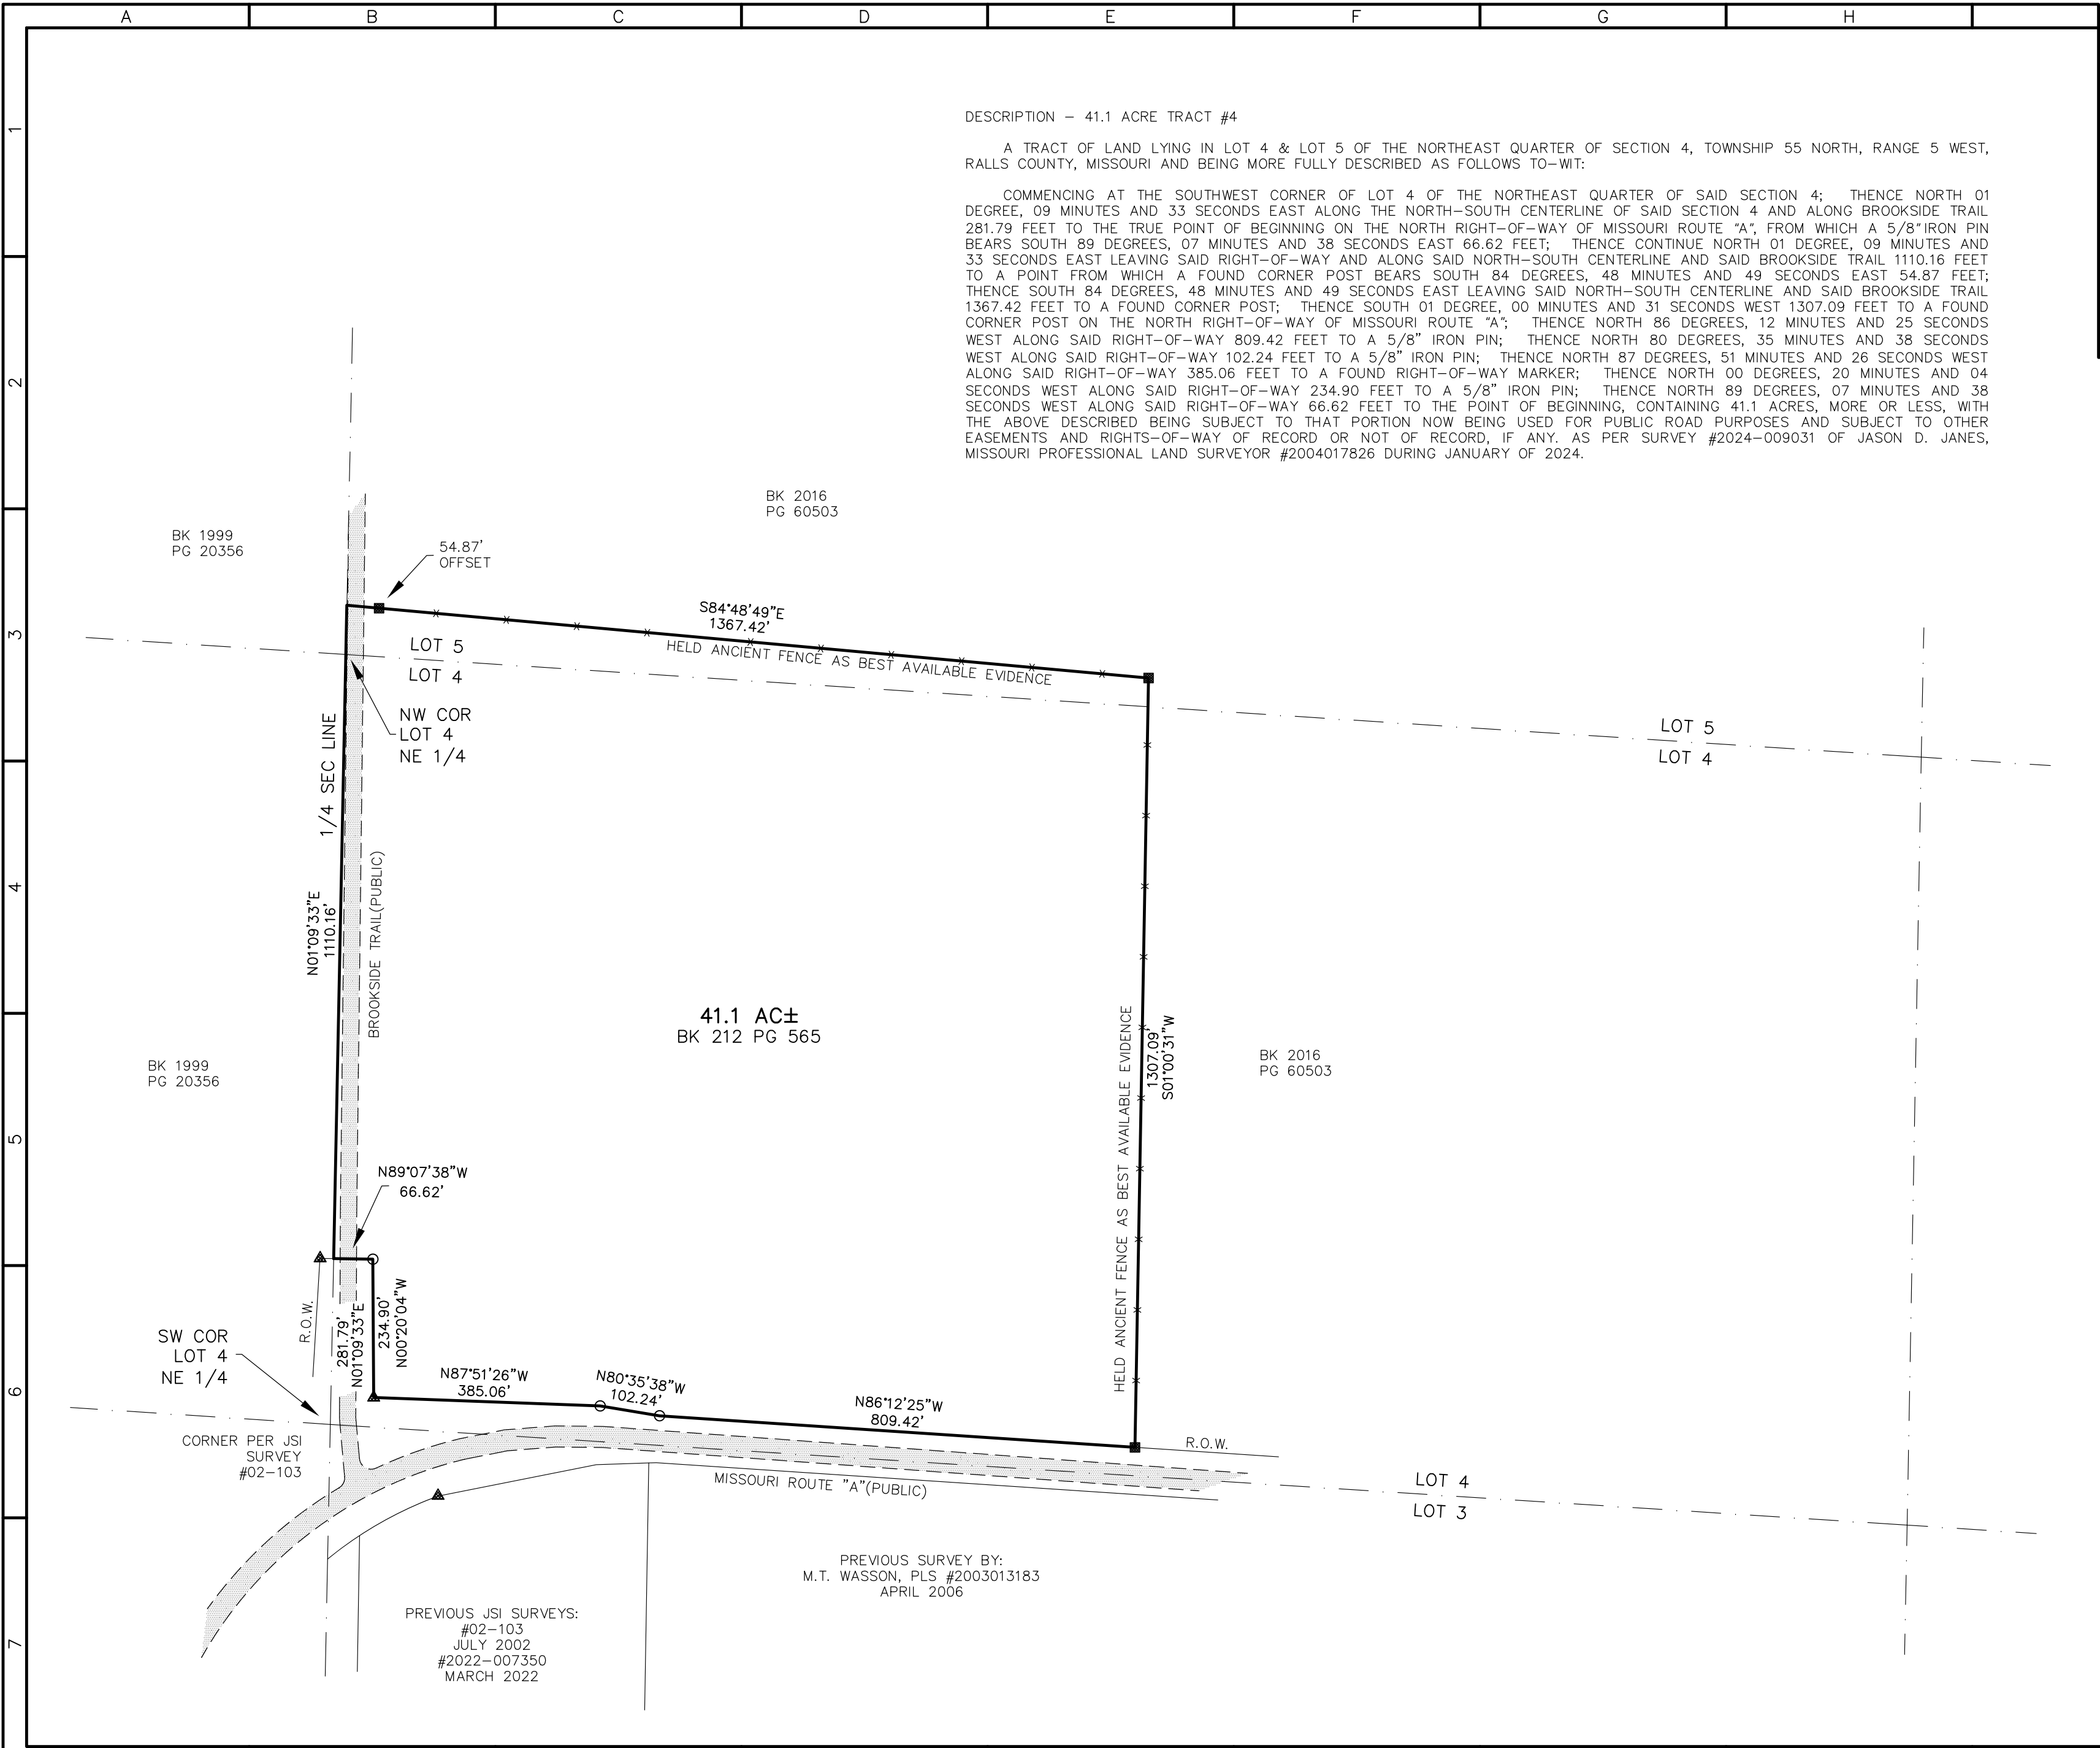 A B C D E F G H
1
2
3
4
5
6
7
DESCRIPTION – 41.1 ACRE TRACT #4
A TRACT OF LAND LYING IN LOT 4 & LOT 5 OF THE NORTHEAST QUARTER OF SECTION 4, TOWNSHIP 55 NORTH, RANGE 5 WEST,
RALLS COUNTY, MISSOURI AND BEING MORE FULLY DESCRIBED AS FOLLOWS TO–WIT:
COMMENCING AT THE SOUTHWEST CORNER OF LOT 4 OF THE NORTHEAST QUARTER OF SAID SECTION 4; THENCE NORTH 01
DEGREE, 09 MINUTES AND 33 SECONDS EAST ALONG THE NORTH–SOUTH CENTERLINE OF SAID SECTION 4 AND ALONG BROOKSIDE TRAIL
281.79 FEET TO THE TRUE POINT OF BEGINNING ON THE NORTH RIGHT–OF–WAY OF MISSOURI ROUTE "A", FROM WHICH A 5/8" IRON PIN
BEARS SOUTH 89 DEGREES, 07 MINUTES AND 38 SECONDS EAST 66.62 FEET; THENCE CONTINUE NORTH 01 DEGREE, 09 MINUTES AND
33 SECONDS EAST LEAVING SAID RIGHT–OF–WAY AND ALONG SAID NORTH–SOUTH CENTERLINE AND SAID BROOKSIDE TRAIL 1110.16 FEET
TO A POINT FROM WHICH A FOUND CORNER POST BEARS SOUTH 84 DEGREES, 48 MINUTES AND 49 SECONDS EAST 54.87 FEET;
THENCE SOUTH 84 DEGREES, 48 MINUTES AND 49 SECONDS EAST LEAVING SAID NORTH–SOUTH CENTERLINE AND SAID BROOKSIDE TRAIL
1367.42 FEET TO A FOUND CORNER POST; THENCE SOUTH 01 DEGREE, 00 MINUTES AND 31 SECONDS WEST 1307.09 FEET TO A FOUND
CORNER POST ON THE NORTH RIGHT–OF–WAY OF MISSOURI ROUTE "A"; THENCE NORTH 86 DEGREES, 12 MINUTES AND 25 SECONDS
WEST ALONG SAID RIGHT–OF–WAY 809.42 FEET TO A 5/8" IRON PIN; THENCE NORTH 80 DEGREES, 35 MINUTES AND 38 SECONDS
WEST ALONG SAID RIGHT–OF–WAY 102.24 FEET TO A 5/8" IRON PIN; THENCE NORTH 87 DEGREES, 51 MINUTES AND 26 SECONDS WEST
ALONG SAID RIGHT–OF–WAY 385.06 FEET TO A FOUND RIGHT–OF–WAY MARKER; THENCE NORTH 00 DEGREES, 20 MINUTES AND 04
SECONDS WEST ALONG SAID RIGHT–OF–WAY 234.90 FEET TO A 5/8" IRON PIN; THENCE NORTH 89 DEGREES, 07 MINUTES AND 38
SECONDS WEST ALONG SAID RIGHT–OF–WAY 66.62 FEET TO THE POINT OF BEGINNING, CONTAINING 41.1 ACRES, MORE OR LESS, WITH
THE ABOVE DESCRIBED BEING SUBJECT TO THAT PORTION NOW BEING USED FOR PUBLIC ROAD PURPOSES AND SUBJECT TO OTHER
EASEMENTS AND RIGHTS–OF–WAY OF RECORD OR NOT OF RECORD, IF ANY. AS PER SURVEY #2024–009031 OF JASON D. JANES,
MISSOURI PROFESSIONAL LAND SURVEYOR #2004017826 DURING JANUARY OF 2024.
BK 2016
PG 60503
BK 1999
PG 20356
54.87'
OFFSET
S84°48'49"E
1367.42'
HELD ANCIENT FENCE AS BEST AVAILABLE EVIDENCE
LOT 5
LOT 4
NW COR
LOT 4
NE 1/4
LOT 5
LOT 4
1/4 SEC LINE
N01°09'33"E
1110.16'
BROOKSIDE TRAIL(PUBLIC)
41.1 AC±
BK 212 PG 565
HELD ANCIENT FENCE AS BEST AVAILABLE EVIDENCE
1307.09'
S01°00'31"W
BK 2016
PG 60503
BK 1999
PG 20356
N89°07'38"W
66.62'
R.O.W.
281.79'
N01°09'33"E
234.90'
N00°20'04"W
SW COR
LOT 4
NE 1/4
N87°51'26"W
385.06'
N80°35'38"W
102.24'
N86°12'25"W
809.42'
R.O.W.
CORNER PER JSI
SURVEY
#02–103
MISSOURI ROUTE "A"(PUBLIC)
LOT 4
LOT 3
PREVIOUS SURVEY BY:
M.T. WASSON, PLS #2003013183
APRIL 2006
PREVIOUS JSI SURVEYS:
#02–103
JULY 2002
#2022–007350
MARCH 2022